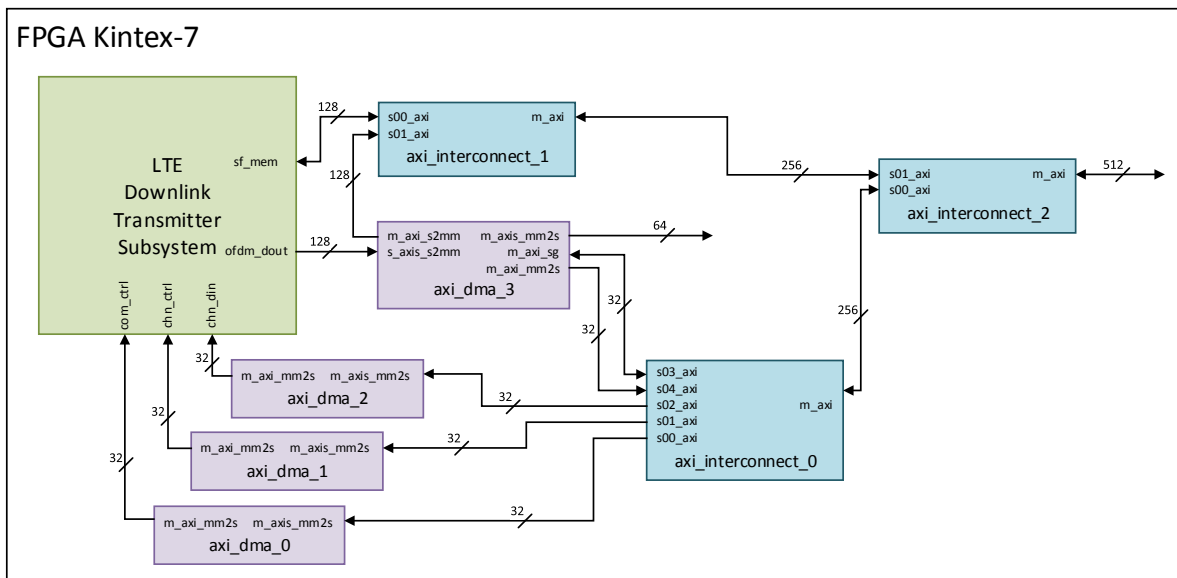 FPGA Kintex-7
LTE
Downlink
Transmitter
Subsystem
sf_mem
ofdm_dout
com_ctrl
chn_ctrl
chn_din
128
s00_axi
s01_axi
m_axi
axi_interconnect_1
128
128
m_axi_s2mm
s_axis_s2mm
m_axis_mm2s
m_axi_sg
m_axi_mm2s
axi_dma_3
64
32
32
256
s01_axi
s00_axi
m_axi
axi_interconnect_2
512
256
s03_axi
s04_axi
s02_axi
s01_axi
s00_axi
m_axi
axi_interconnect_0
32
m_axi_mm2s m_axis_mm2s
axi_dma_2
32
32
m_axi_mm2s m_axis_mm2s
axi_dma_1
32
32
m_axi_mm2s m_axis_mm2s
axi_dma_0
32